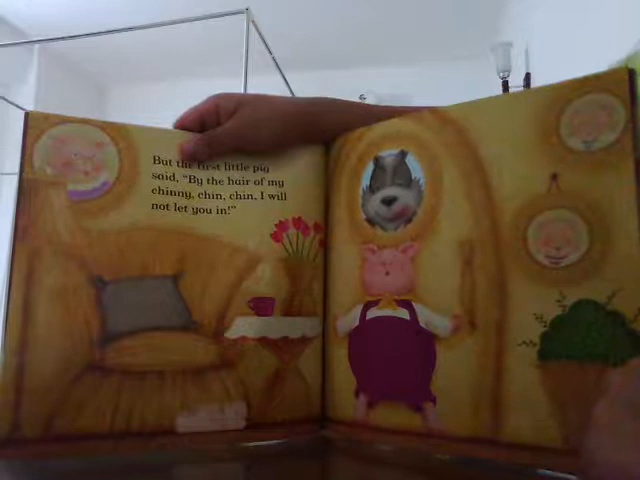 But the first little pig
said, "By the hair of my
chinny, chin, chin, I will
not let you in!"